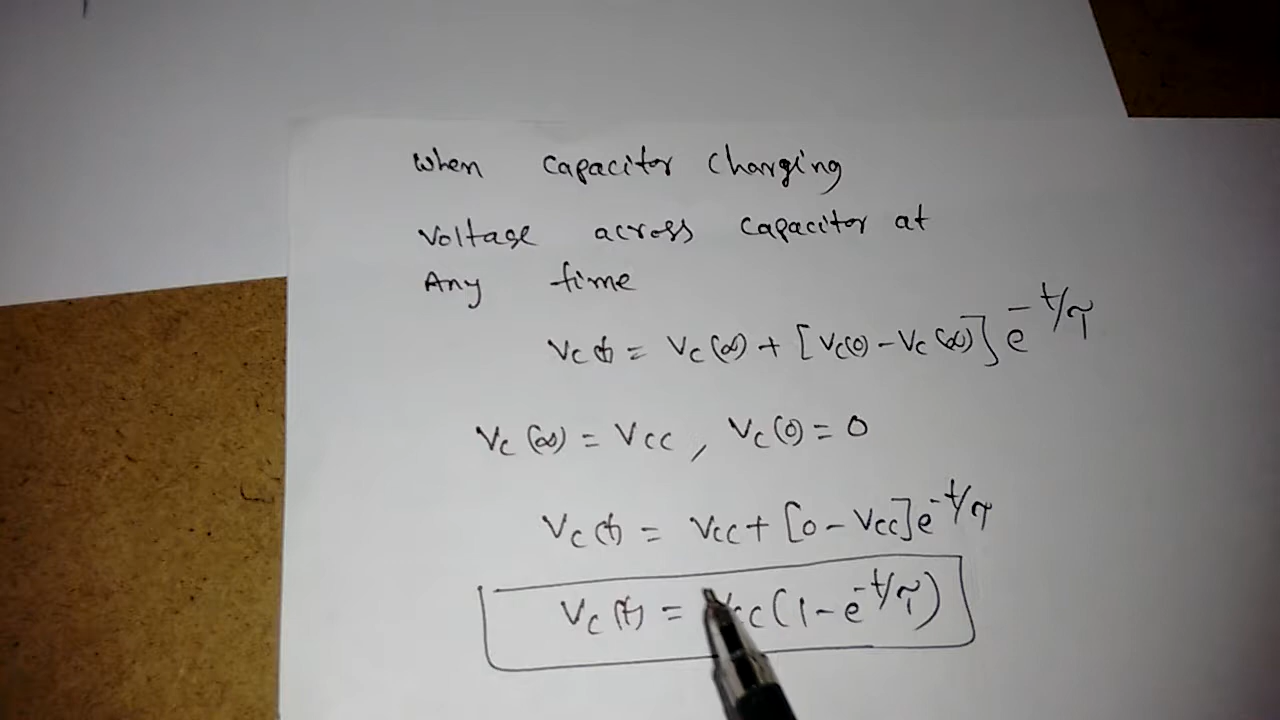 When capacitor charging
Voltage across capacitor at
Any time
Vc(t) = Vc(∞) + [Vc(0) - Vc(∞)] e^-t/τ
Vc(∞) = Vcc, Vc(0) = 0
Vc(t) = Vcc + [0 - Vcc] e^-t/τ
Vc(t) = Vcc (1 - e^-t/τ)